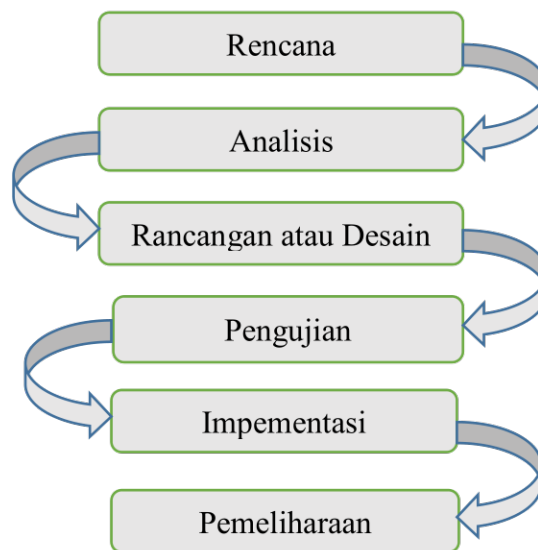 Rencana
Analisis
Rancangan atau Desain
Pengujian
Impementasi
Pemeliharaan